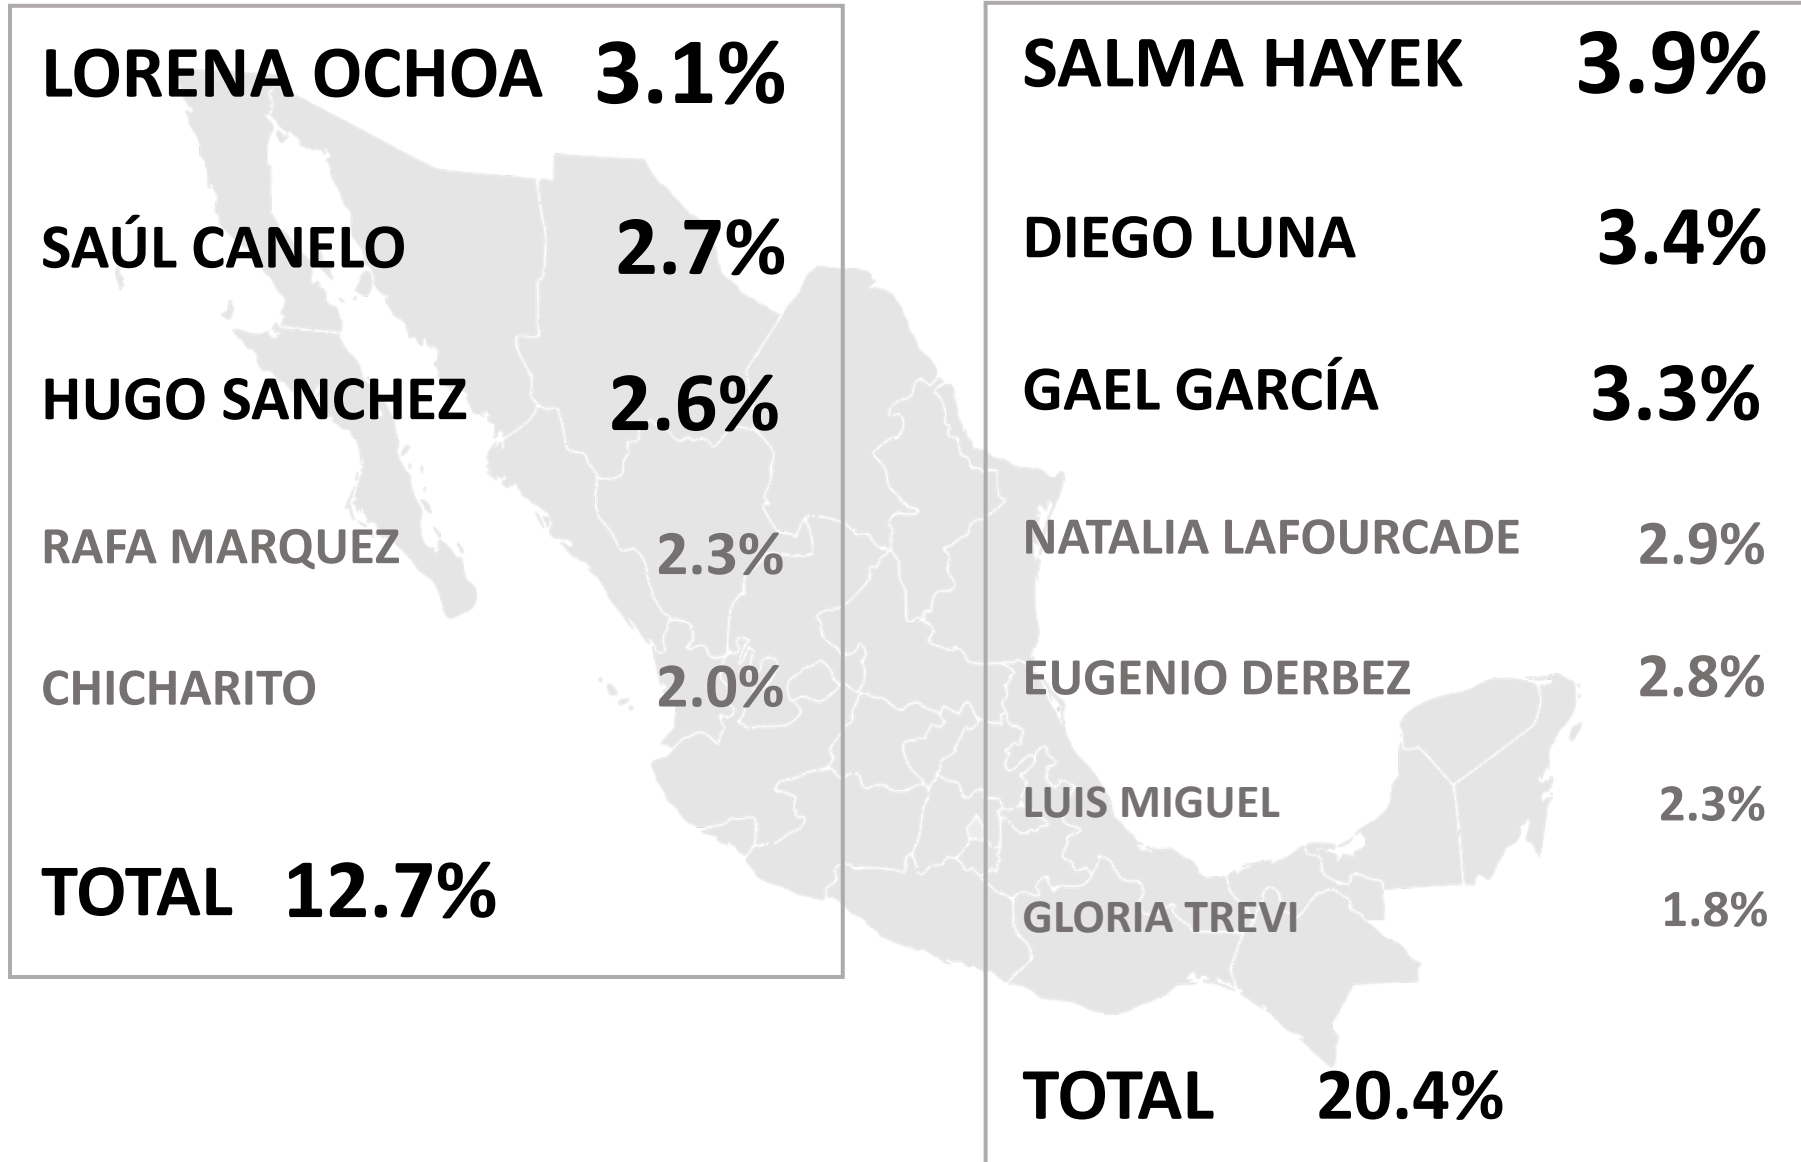 LORENA OCHOA 3.1%
SAÚL CANELO 2.7%
HUGO SANCHEZ 2.6%
RAFA MARQUEZ 2.3%
CHICHARITO 2.0%
TOTAL 12.7%
SALMA HAYEK 3.9%
DIEGO LUNA 3.4%
GAEL GARCÍA 3.3%
NATALIA LAFOURCADE 2.9%
EUGENIO DERBEZ 2.8%
LUIS MIGUEL 2.3%
GLORIA TREVI 1.8%
TOTAL 20.4%